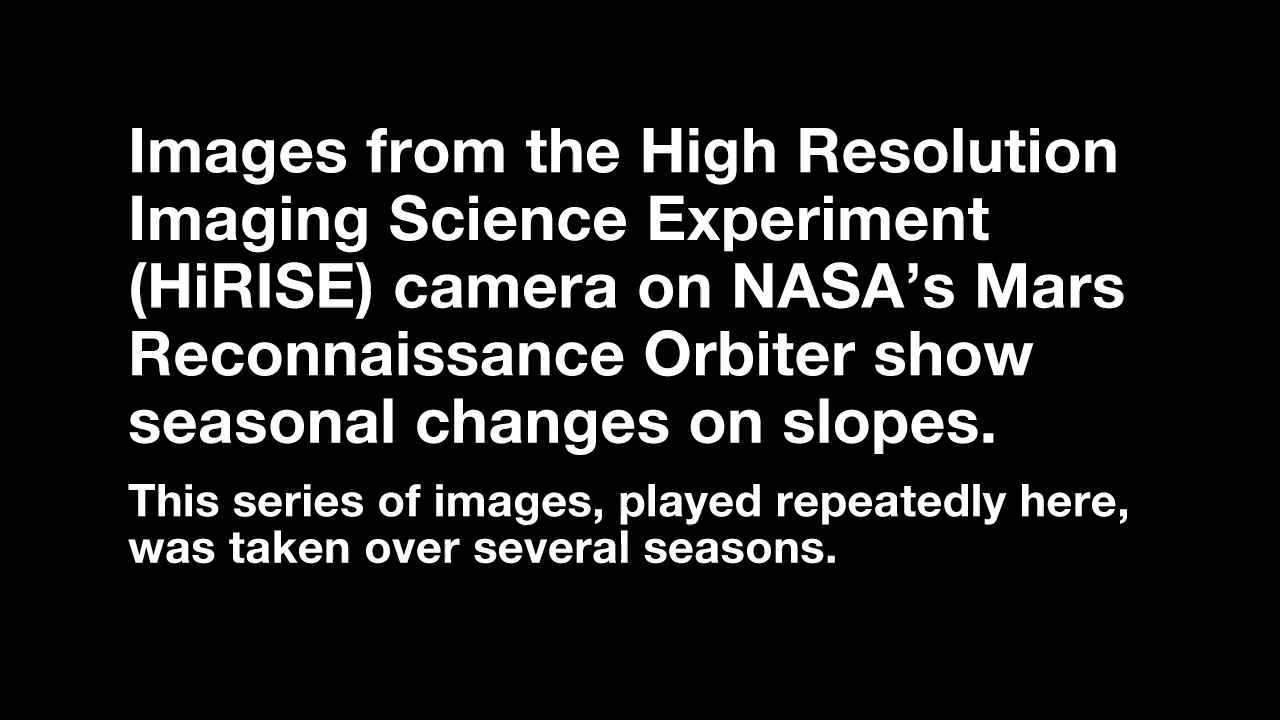 Images from the High Resolution
Imaging Science Experiment
(HiRISE) camera on NASA’s Mars
Reconnaissance Orbiter show
seasonal changes on slopes.
This series of images, played repeatedly here,
was taken over several seasons.